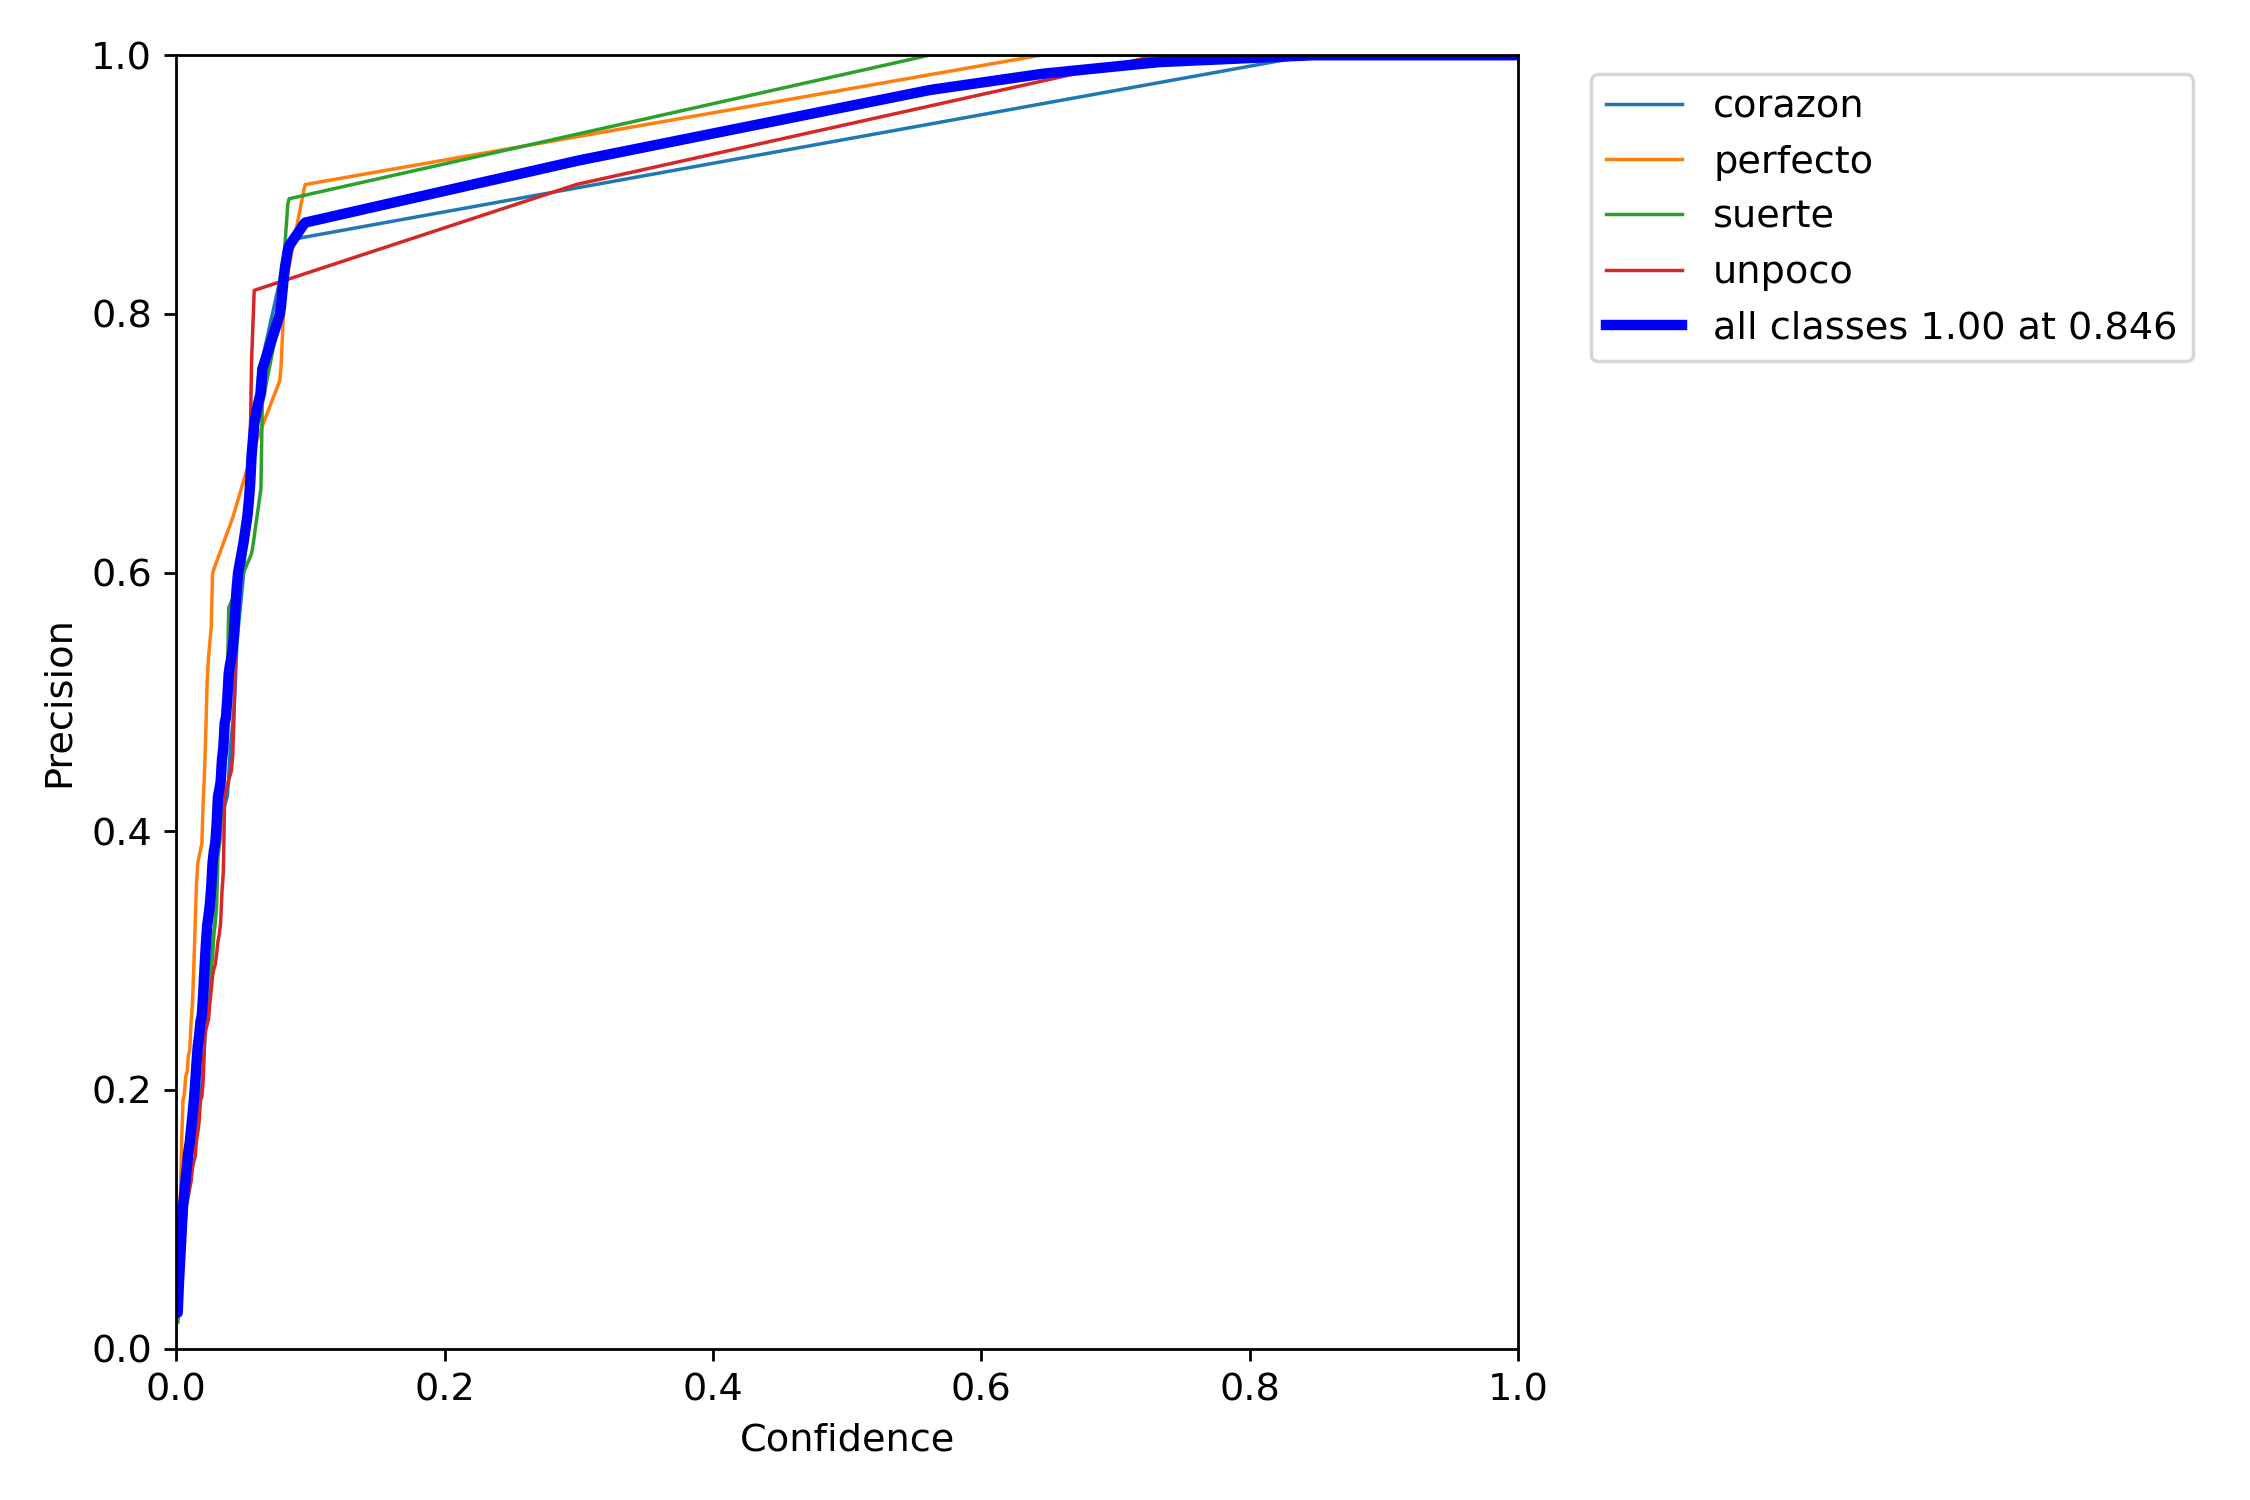 1.0
0.8
0.6
0.4
0.2
0.0
Precision
0.0 0.2 0.4 0.6 0.8 1.0
Confidence
corazon
perfecto
suerte
unpoco
all classes 1.00 at 0.846